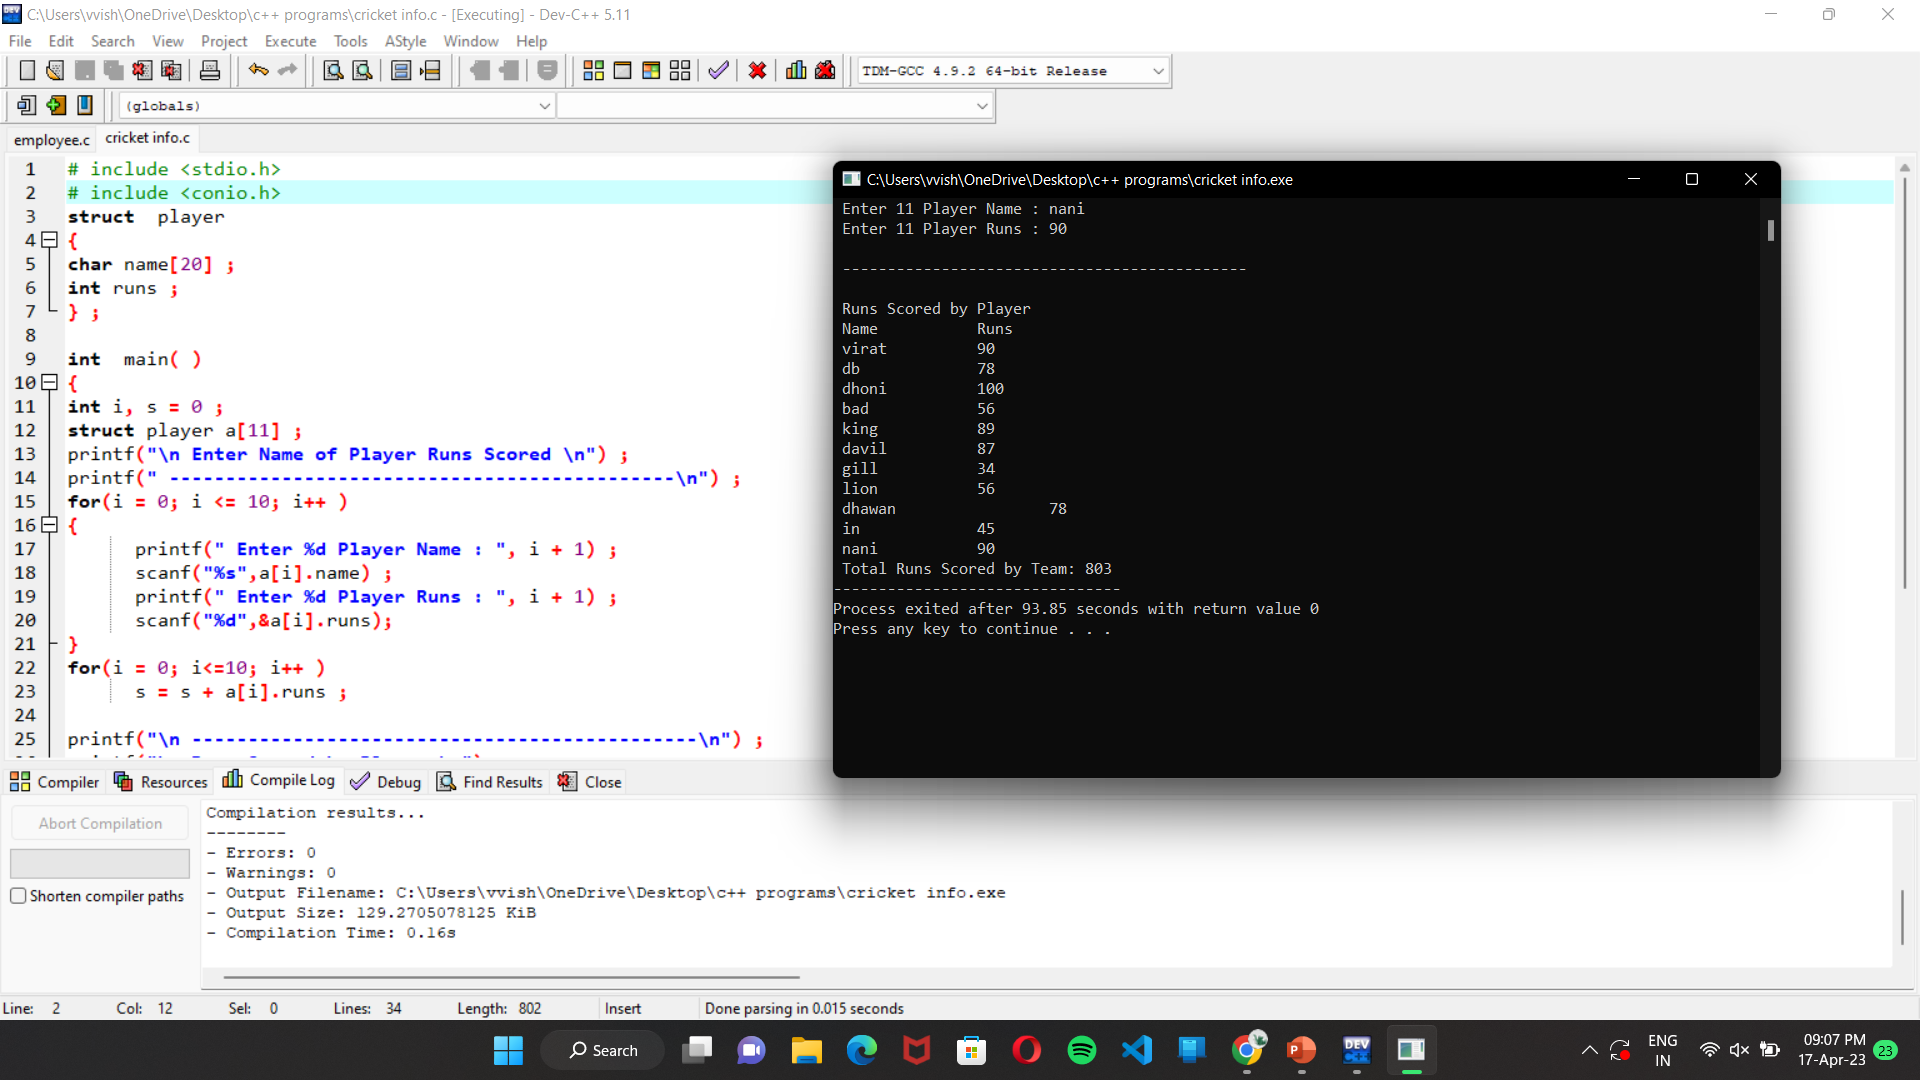 C:\Users\vvish\OneDrive\Desktop\c++ programs\cricket info.c - [Executing] - Dev-C++ 5.11
File Edit Search View Project Execute Tools AStyle Window Help
TDM-GCC 4.9.2 64-bit Release
(globals)
employee.c cricket info.c
1 # include <stdio.h>
2 # include <conio.h>
3 struct  player
4 {
5 char name[20] ;
6 int runs ;
7 } ;
8
9 int  main( )
10 {
11 int i, s = 0 ;
12 struct player a[11] ;
13 printf("\n Enter Name of Player Runs Scored \n") ;
14 printf(" ---------------------------------------------\n") ;
15 for(i = 0; i <= 10; i++ )
16 {
17 printf(" Enter %d Player Name : ", i + 1) ;
18 scanf("%s",a[i].name) ;
19 printf(" Enter %d Player Runs : ", i + 1) ;
20 scanf("%d",&a[i].runs);
21 }
22 for(i = 0; i<=10; i++ )
23 s = s + a[i].runs ;
24
25 printf("\n ---------------------------------------------\n") ;
C:\Users\vvish\OneDrive\Desktop\c++ programs\cricket info.exe
Enter 11 Player Name : nani
Enter 11 Player Runs : 90
---------------------------------------------
Runs Scored by Player
Name Runs
virat 90
db 78
dhoni 100
bad 56
king 89
davil 87
gill 34
lion 56
dhawan 78
in 45
nani 90
Total Runs Scored by Team: 803
--------------------------------
Process exited after 93.85 seconds with return value 0
Press any key to continue . . .
Compiler Resources Compile Log Debug Find Results Close
Abort Compilation
Shorten compiler paths
Compilation results...
--------
- Errors: 0
- Warnings: 0
- Output Filename: C:\Users\vvish\OneDrive\Desktop\c++ programs\cricket info.exe
- Output Size: 129.2705078125 KiB
- Compilation Time: 0.16s
Line: 2 Col: 12 Sel: 0 Lines: 34 Length: 802 Insert Done parsing in 0.015 seconds
Search
DEV
ENG
IN
09:07 PM
17-Apr-23
23